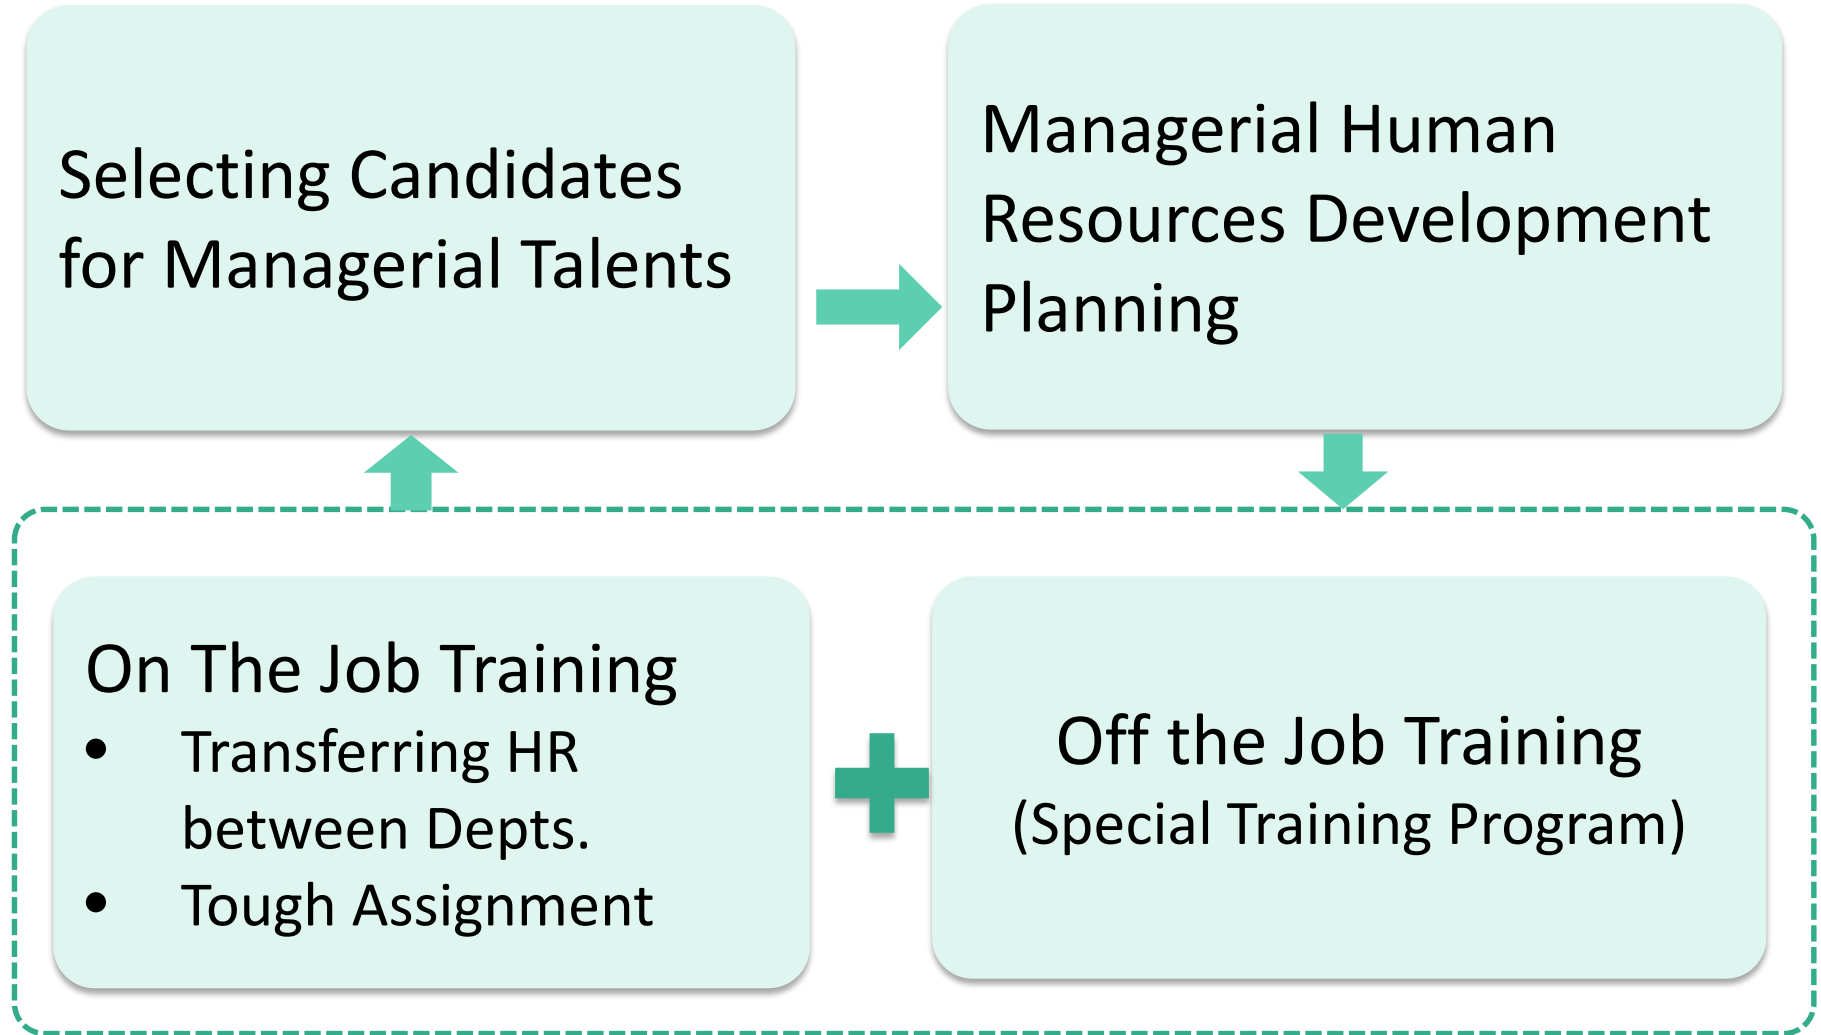 Selecting Candidates
for Managerial Talents
Managerial Human
Resources Development
Planning
On The Job Training
• Transferring HR
between Depts.
• Tough Assignment
Off the Job Training
(Special Training Program)